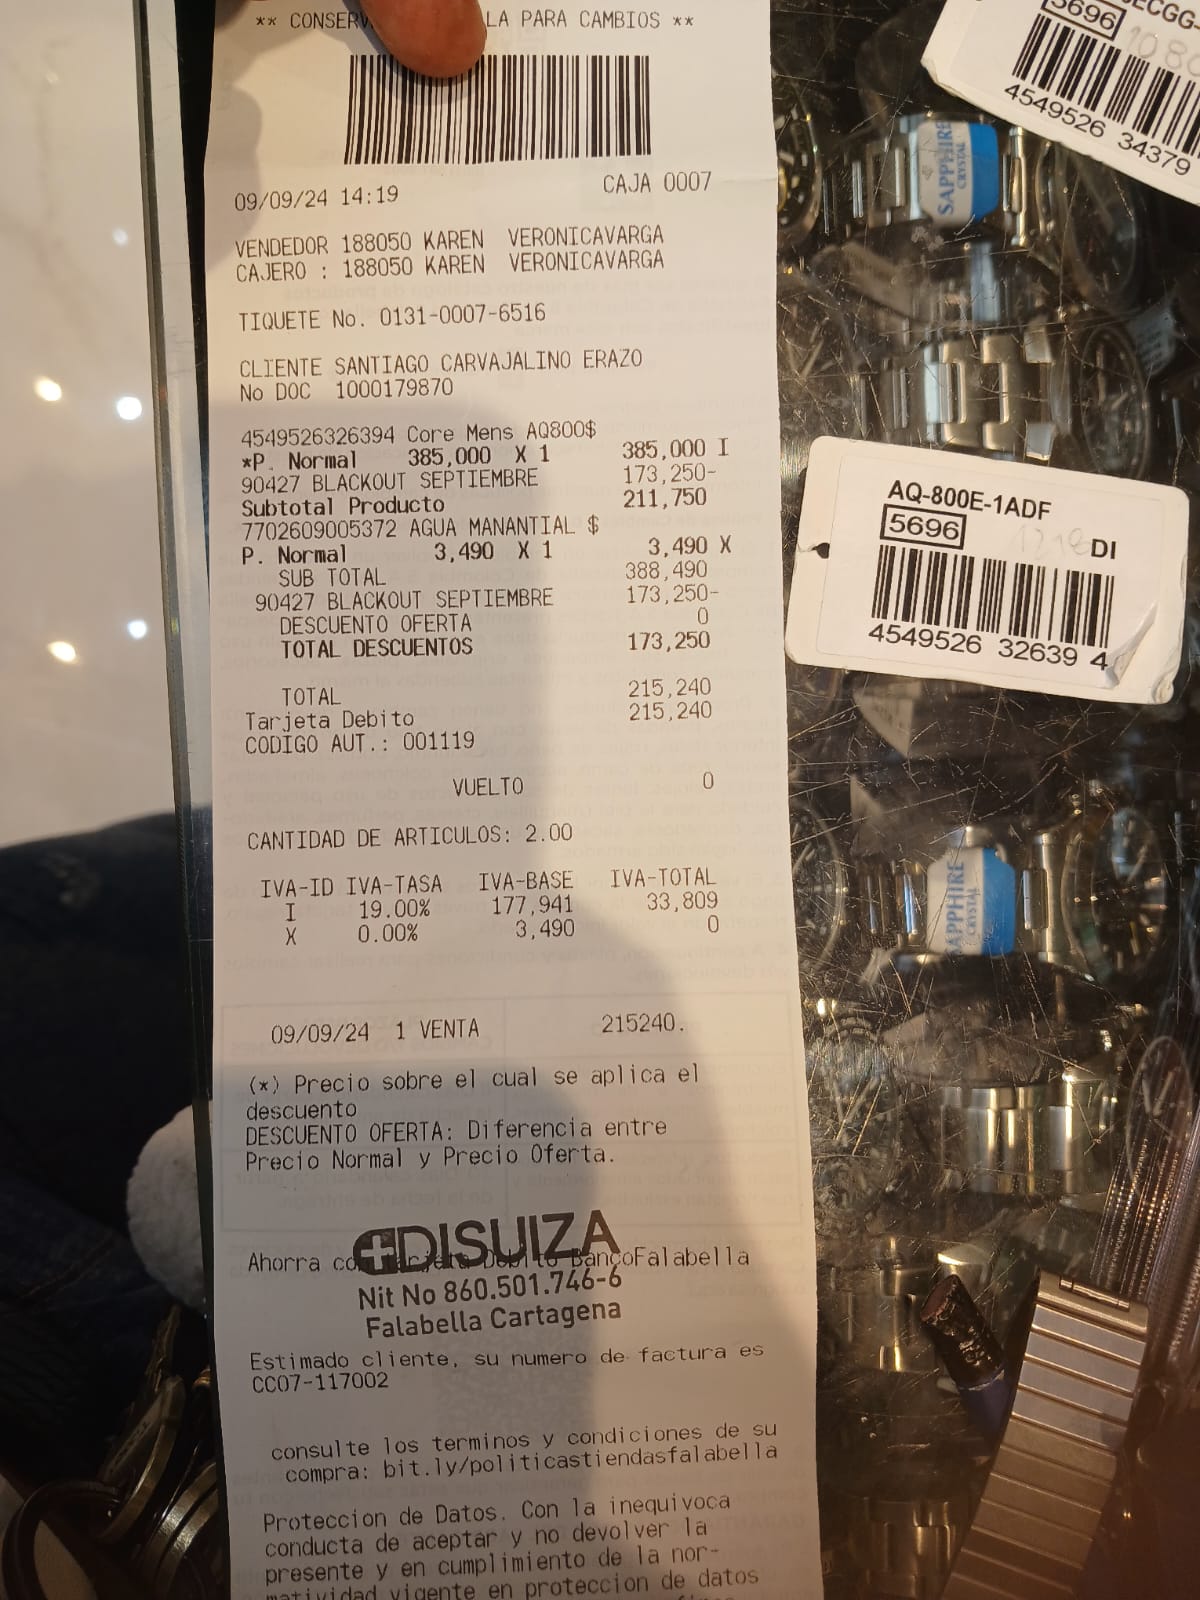 ** CONSERV LA PARA CAMBIOS **
09/09/24 14:19 CAJA 0007
VENDEDOR 188050 KAREN VERONICAVARGA
CAJERO : 188050 KAREN VERONICAVARGA
TIQUETE No. 0131-0007-6516
CLIENTE SANTIAGO CARVAJALINO ERAZO
No DOC 1000179870
4549526326394 Core Mens AQ800$
*P. Normal 385,000 X 1 385,000 I
90427 BLACKOUT SEPTIEMBRE 173,250-
Subtotal Producto 211,750
7702609005372 AGUA MANANTIAL $
P. Normal 3,490 X 1 3,490 X
SUB TOTAL 388,490
90427 BLACKOUT SEPTIEMBRE 173,250-
DESCUENTO OFERTA 0
TOTAL DESCUENTOS 173,250
TOTAL 215,240
Tarjeta Debito 215,240
CODIGO AUT.: 001119
VUELTO 0
CANTIDAD DE ARTICULOS: 2.00
IVA-ID IVA-TASA IVA-BASE IVA-TOTAL
I 19.00% 177,941 33,809
X 0.00% 3,490 0
09/09/24 1 VENTA 215240.
(*) Precio sobre el cual se aplica el
descuento
DESCUENTO OFERTA: Diferencia entre
Precio Normal y Precio Oferta.
DISUIZA
Ahorra con Tarjeta Debito BancoFalabella
Nit No 860.501.746-6
Falabella Cartagena
Estimado cliente, su numero de factura es
CC07-117002
consulte los terminos y condiciones de su
compra: bit.ly/politicastiendasfalabella
Proteccion de Datos. Con la inequivoca
conducta de aceptar y no devolver la
presente y en cumplimiento de la nor-
matividad vigente en proteccion de datos
5696
4549526 34379
SAPPHIRE
CRYSTAL
AQ-800E-1ADF
5696 DI
4549526 32639 4
SAPPHIRE
CRYSTAL